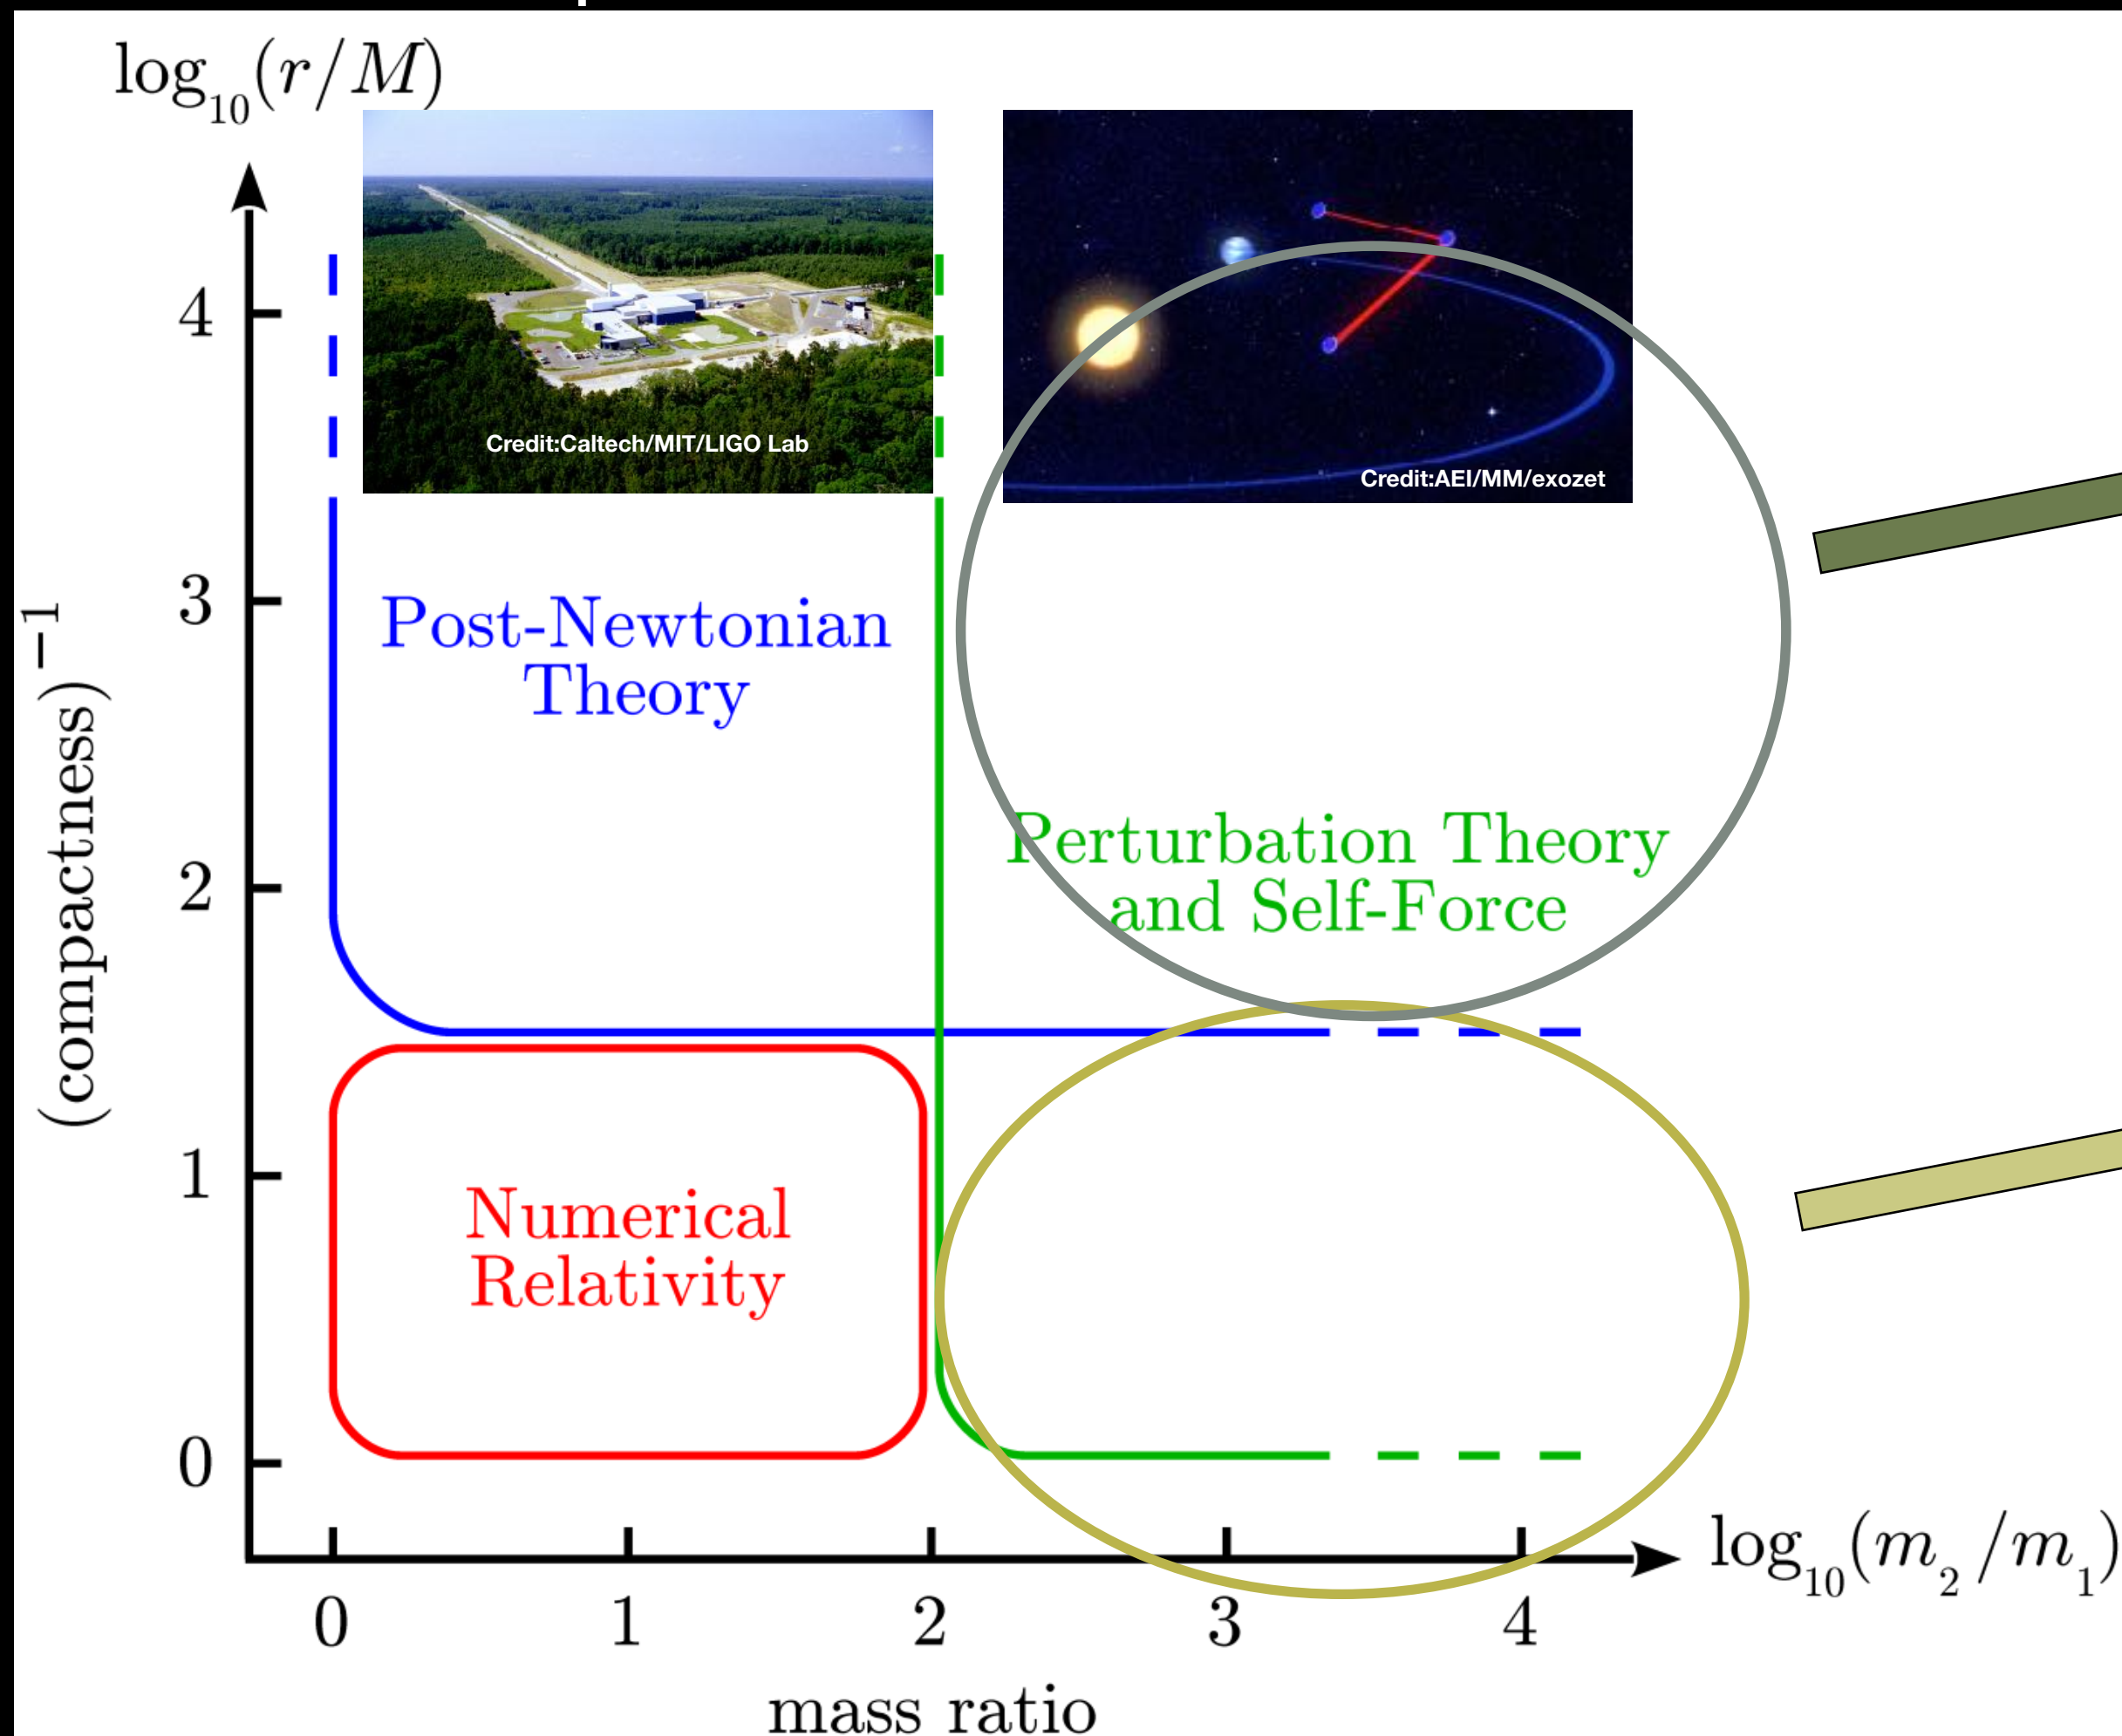 log₁₀(r/M)
Credit:Caltech/MIT/LIGO Lab
Credit:AEI/MM/exozet
4
3
2
1
0
(compactness)⁻¹
Post-Newtonian
Theory
Perturbation Theory
and Self-Force
Numerical
Relativity
log₁₀(m₂/m₁)
0 1 2 3 4
mass ratio